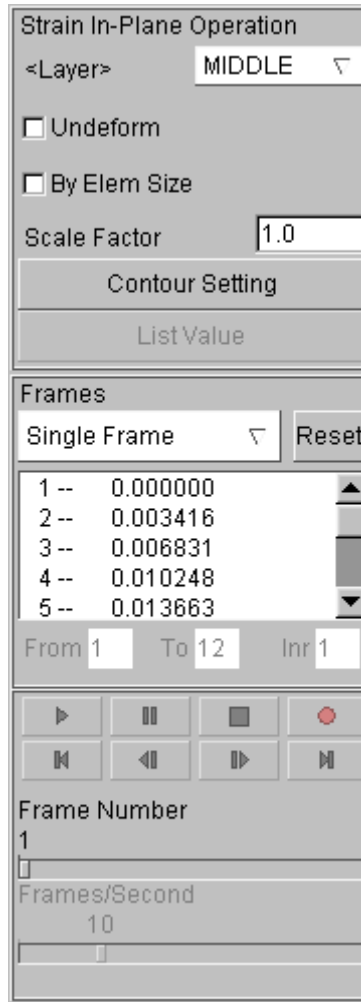 Strain In-Plane Operation
<Layer> MIDDLE
Undeform
By Elem Size
Scale Factor 1.0
Contour Setting
List Value
Frames
Single Frame Reset
1 -- 0.000000
2 -- 0.003416
3 -- 0.006831
4 -- 0.010248
5 -- 0.013663
From 1 To 12 Inr 1
Frame Number
1
Frames/Second
10